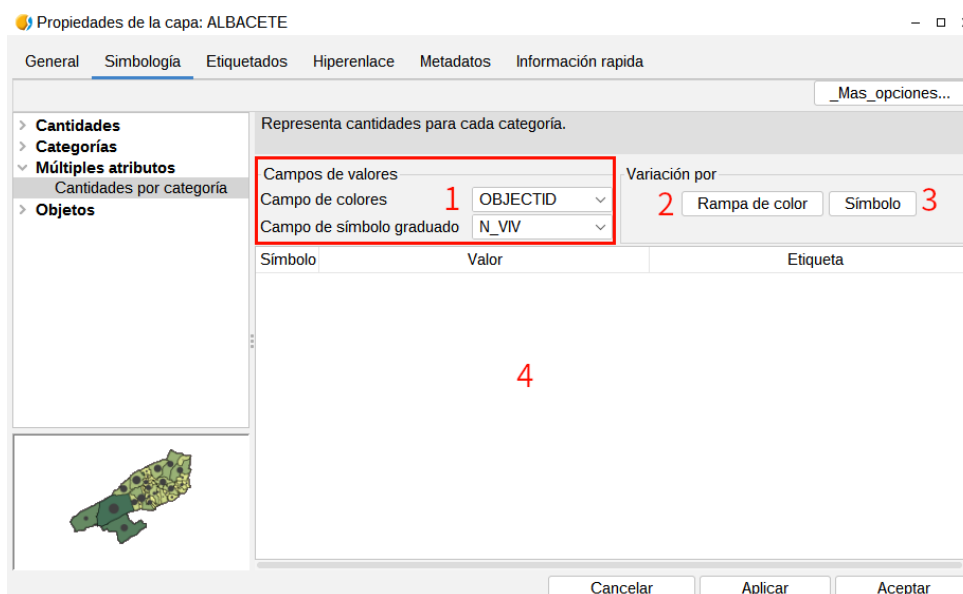 Propiedades de la capa: ALBACETE
General Simbología Etiquetados Hiperenlace Metadatos Información rapida
_Mas_opciones...
Cantidades
Categorías
Múltiples atributos
Cantidades por categoría
Objetos
Representa cantidades para cada categoría.
Campos de valores
Campo de colores 1 OBJECTID
Campo de símbolo graduado N_VIV
Variación por
2 Rampa de color Símbolo 3
Símbolo Valor Etiqueta
4
Cancelar Aplicar Aceptar